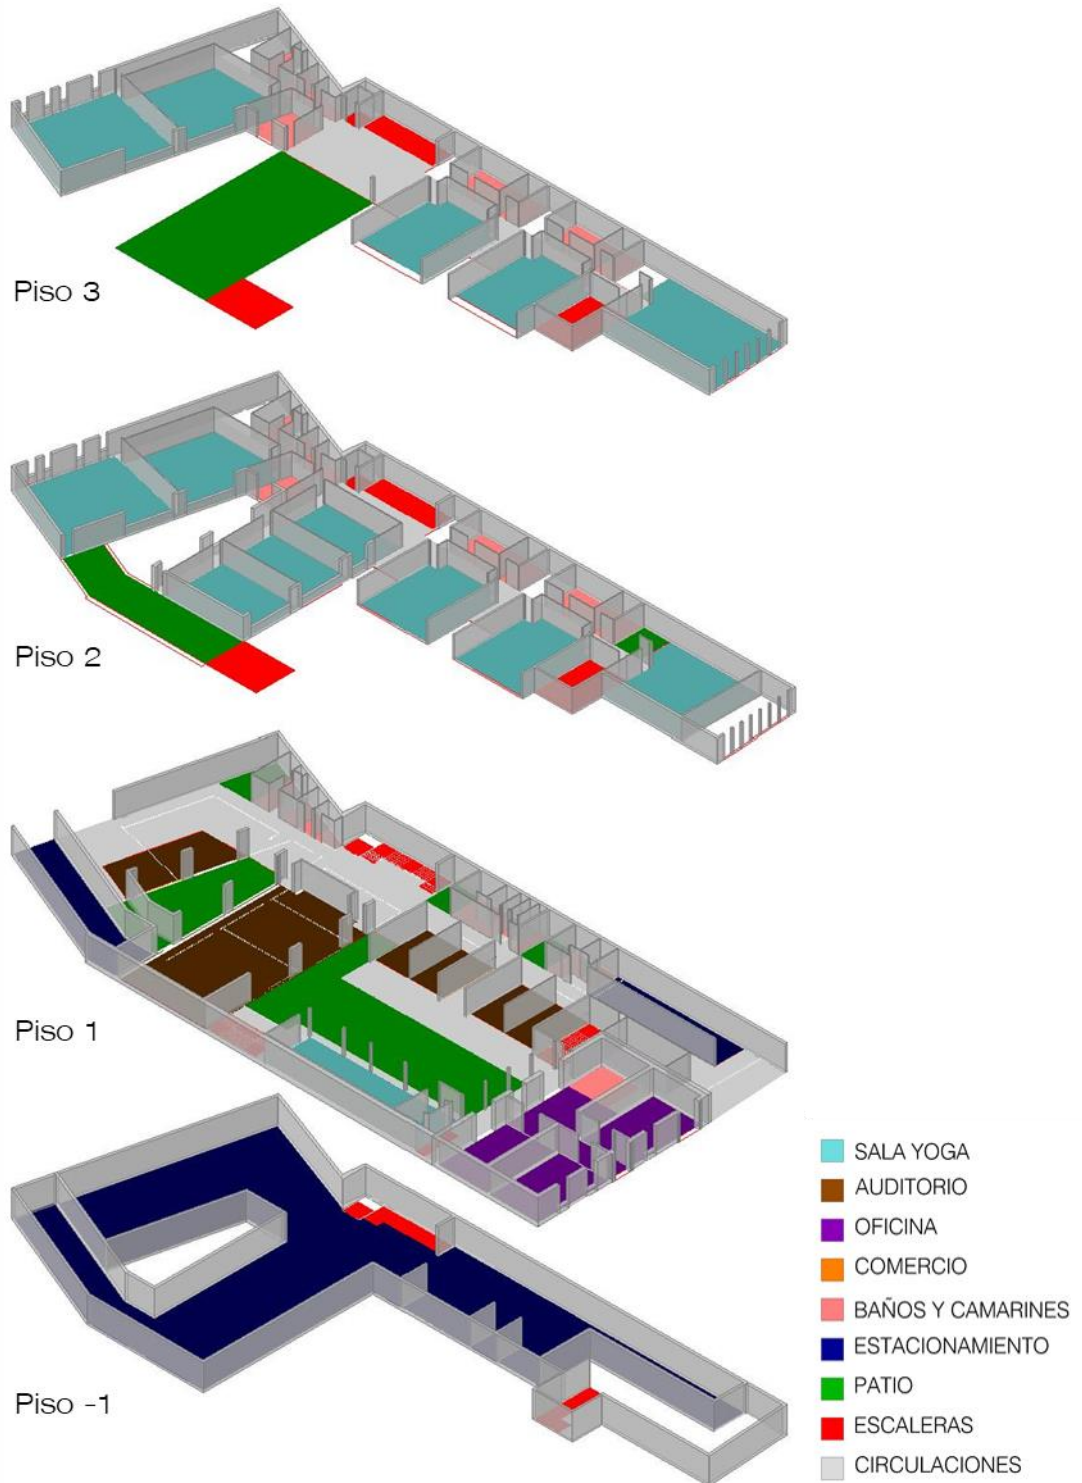 Piso 3
Piso 2
Piso 1
Piso -1
SALA YOGA
AUDITORIO
OFICINA
COMERCIO
BAÑOS Y CAMARINES
ESTACIONAMIENTO
PATIO
ESCALERAS
CIRCULACIONES